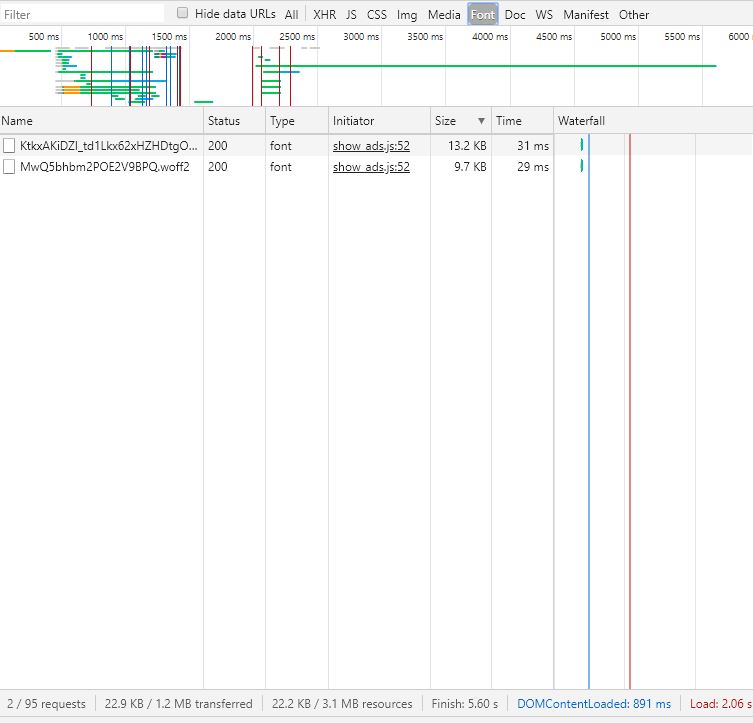 Filter Hide data URLs All XHR JS CSS Img Media Font Doc WS Manifest Other
500 ms 1000 ms 1500 ms 2000 ms 2500 ms 3000 ms 3500 ms 4000 ms 4500 ms 5000 ms 5500 ms 6000
Name Status Type Initiator Size ▼ Time Waterfall
KtkxAKiDZI_td1Lkx62xHZHDtgO... 200 font show_ads.js:52 13.2 KB 31 ms
MwQ5bhbm2POE2V9BPQ.woff2 200 font show_ads.js:52 9.7 KB 29 ms
2 / 95 requests 22.9 KB / 1.2 MB transferred 22.2 KB / 3.1 MB resources Finish: 5.60 s DOMContentLoaded: 891 ms Load: 2.06 s